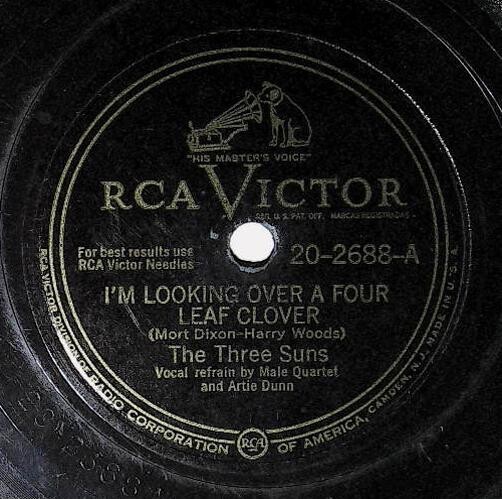 "HIS MASTER'S VOICE"
RCA VICTOR
REG. U.S. PAT. OFF. MARCAS REGISTRADAS
For best results use
RCA Victor Needles
20-2688-A
I'M LOOKING OVER A FOUR
LEAF CLOVER
(Mort Dixon-Harry Woods)
The Three Suns
Vocal refrain by Male Quartet
and Artie Dunn
RCA VICTOR DIVISION OF RADIO CORPORATION RCA OF AMERICA, CAMDEN, N.J. MADE IN U.S.A.